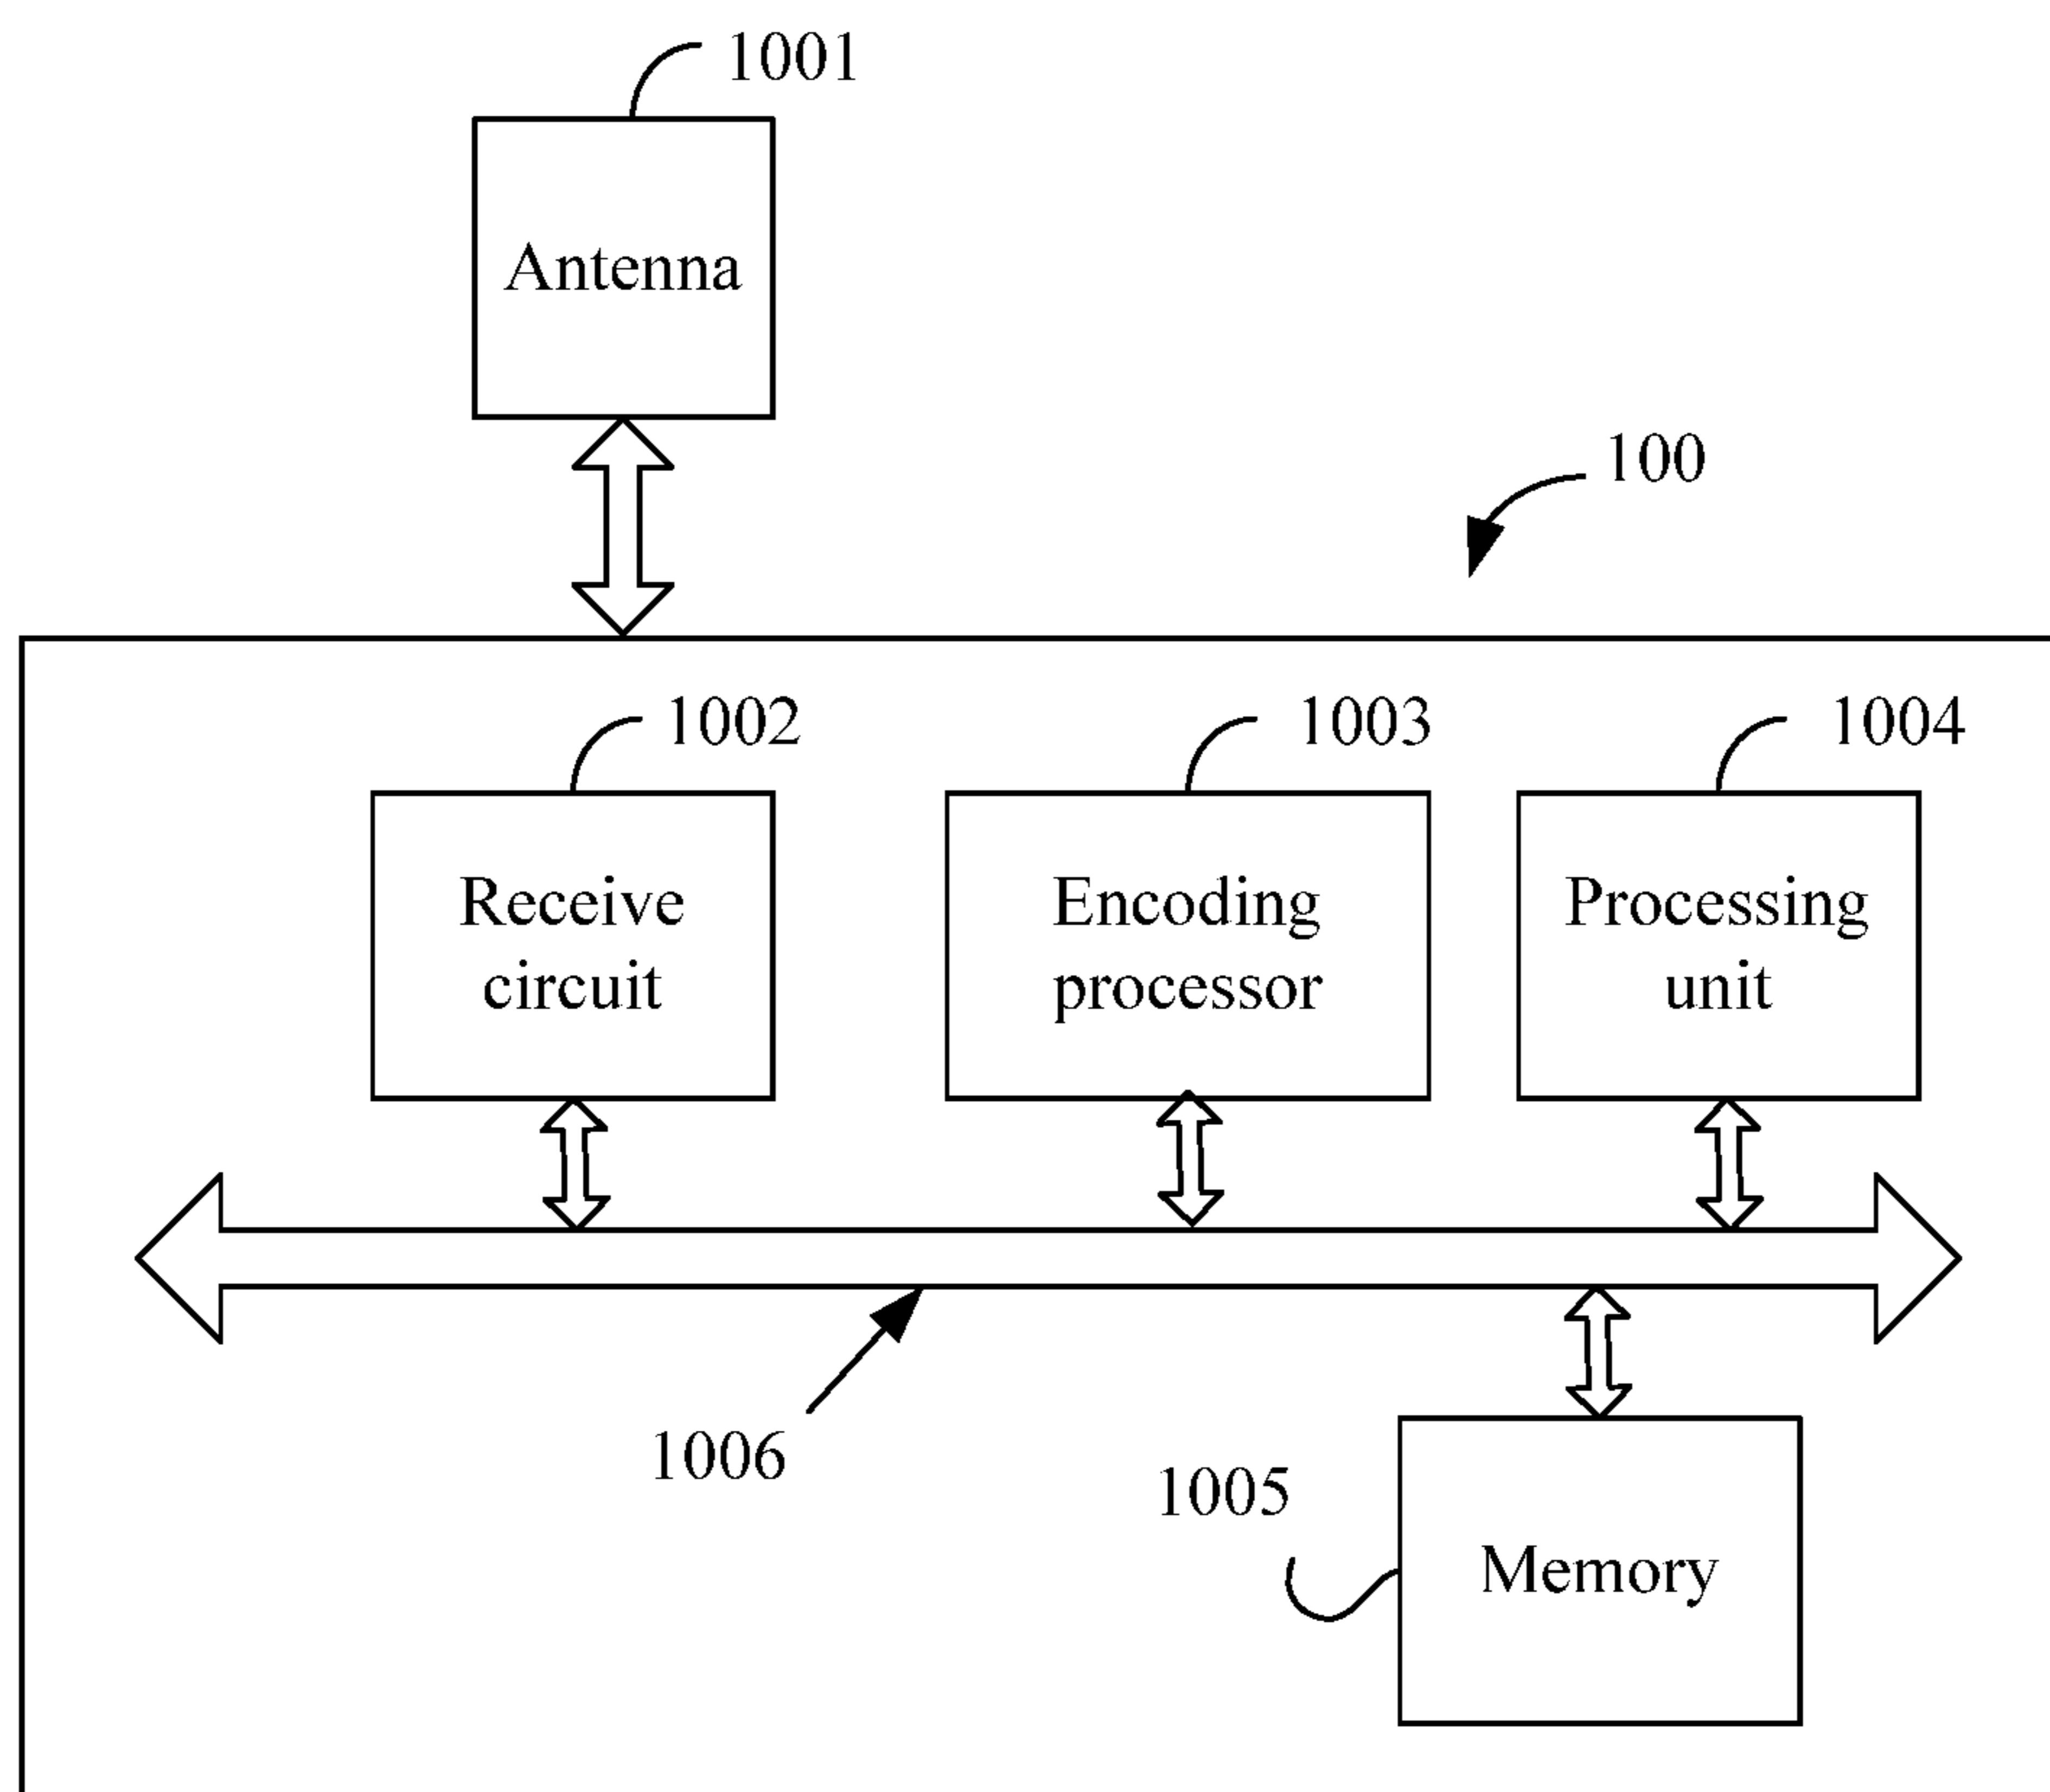 1001
Antenna
100
1002
1003
1004
Receive
circuit
Encoding
processor
Processing
unit
1006
1005
Memory